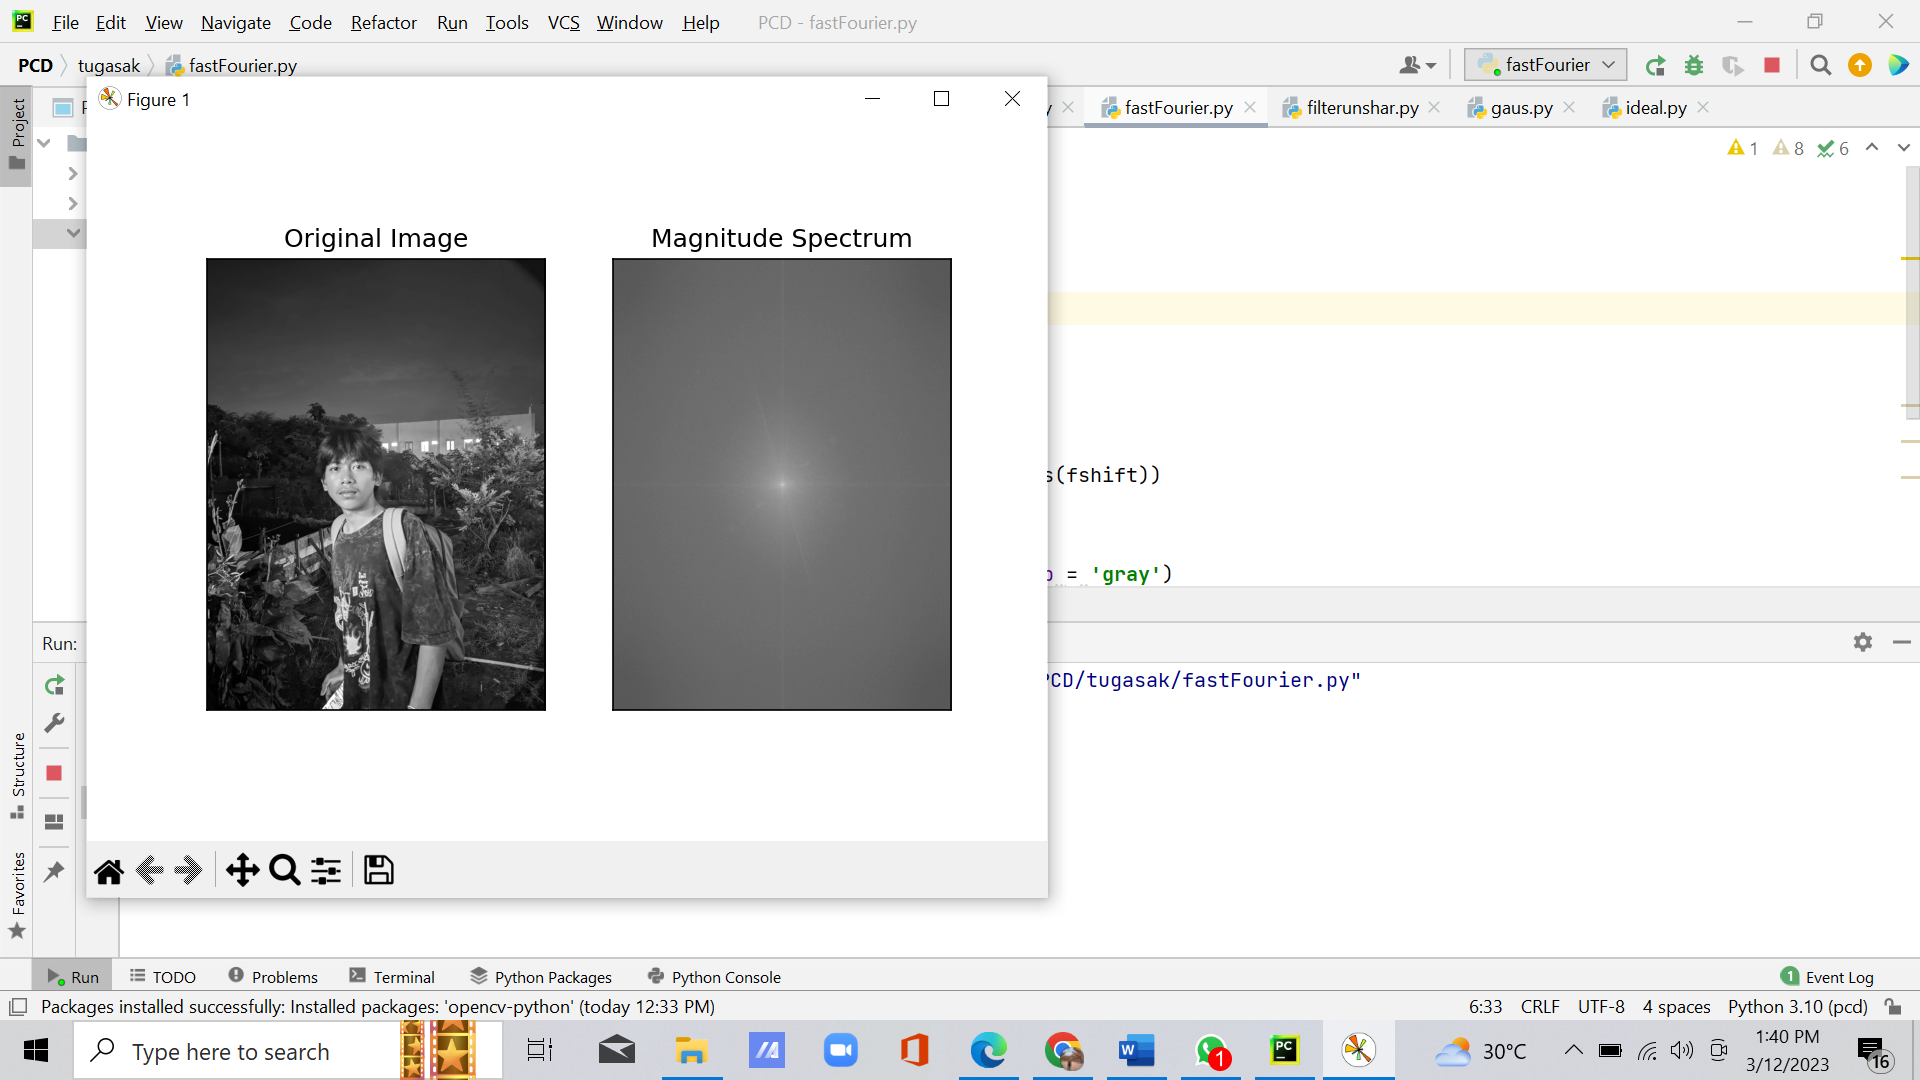 File Edit View Navigate Code Refactor Run Tools VCS Window Help PCD - fastFourier.py
PCD tugasak fastFourier.py fastFourier
Figure 1
fastFourier.py filterunshar.py gaus.py ideal.py
Project
1 8 6
Original Image Magnitude Spectrum
s(fshift))
= 'gray')
Run:
PCD/tugasak/fastFourier.py"
Structure
Favorites
Run TODO Problems Terminal Python Packages Python Console 1 Event Log
Packages installed successfully: Installed packages: 'opencv-python' (today 12:33 PM) 6:33 CRLF UTF-8 4 spaces Python 3.10 (pcd)
Type here to search 1 30°C 1:40 PM
3/12/2023 16